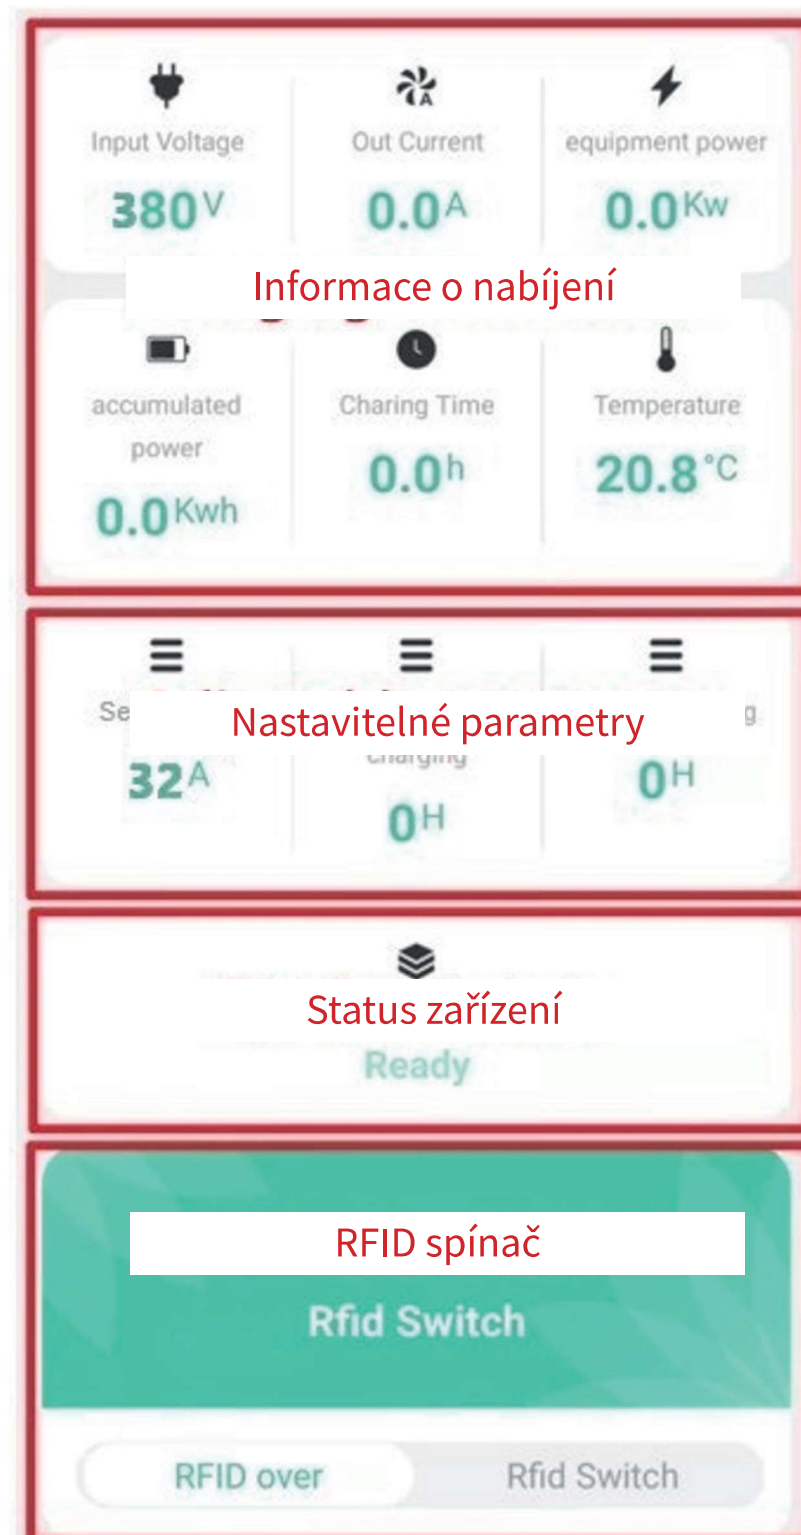 Input Voltage Out Current equipment power
380V 0.0A 0.0Kw
Informace o nabíjení
accumulated Charing Time Temperature
power
0.0Kwh 0.0h 20.8°C
Nastavitelné parametry
charging
32A 0H 0H
Status zařízení
Ready
RFID spínač
Rfid Switch
RFID over Rfid Switch